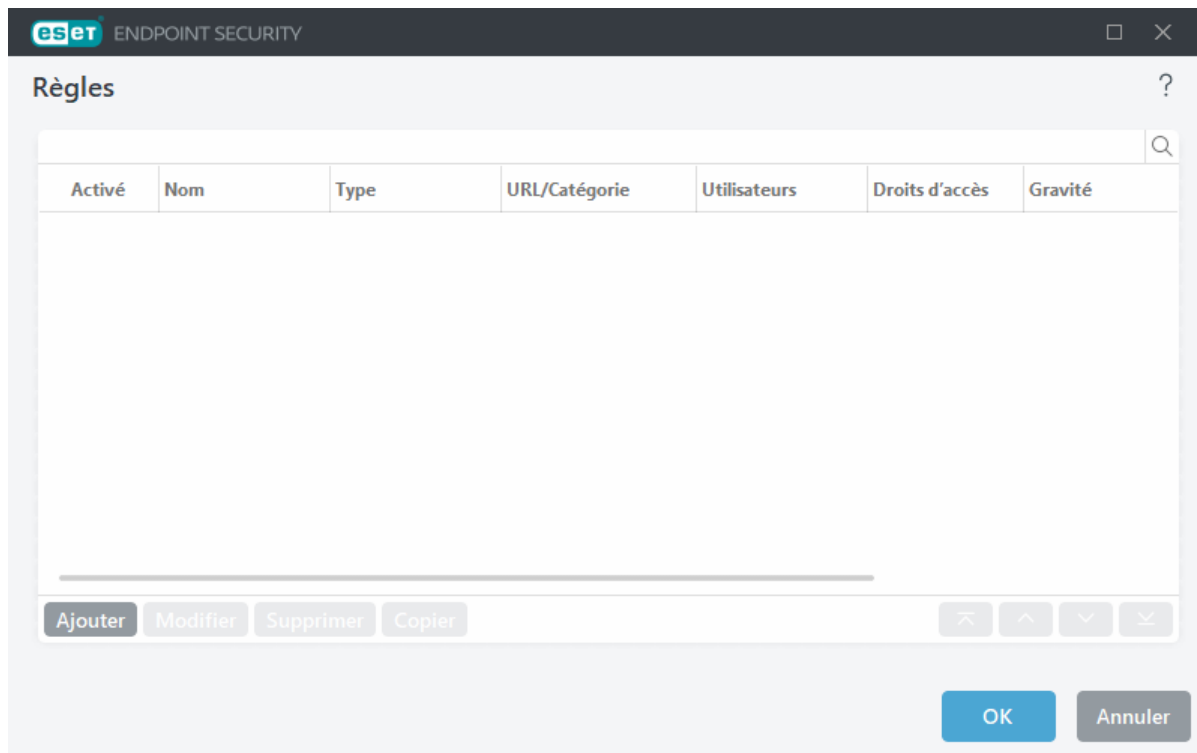 eset ENDPOINT SECURITY
Règles
?
Activé Nom Type URL/Catégorie Utilisateurs Droits d'accès Gravité
Ajouter Modifier Supprimer Copier
OK Annuler